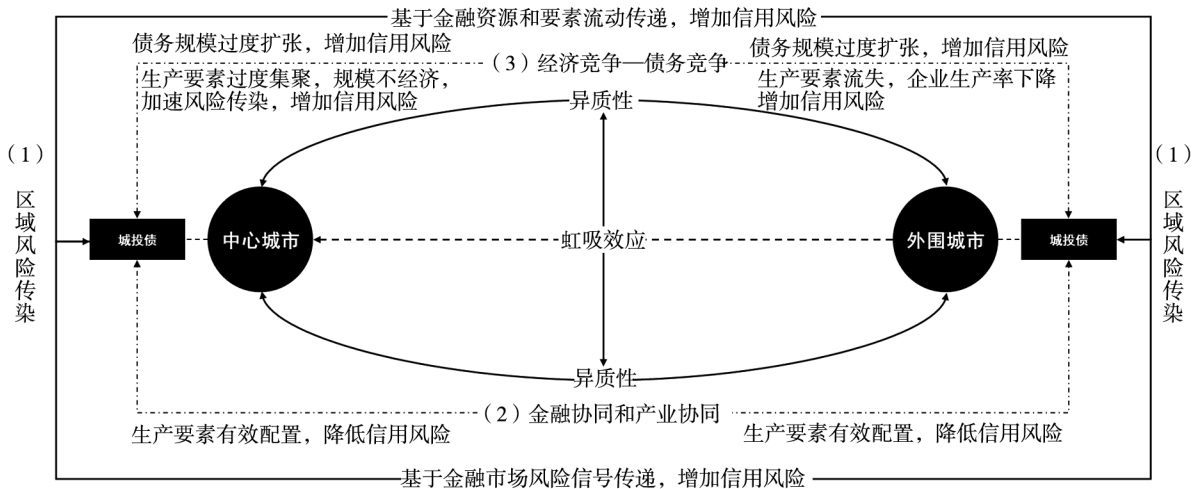 基于金融资源和要素流动传递，增加信用风险
债务规模过度扩张，增加信用风险
债务规模过度扩张，增加信用风险
（3）经济竞争—债务竞争
生产要素过度集聚，规模不经济，
加速风险传染，增加信用风险
生产要素流失，企业生产率下降
增加信用风险
异质性
（1）
区域风险传染
（1）
区域风险传染
城投债
中心城市
虹吸效应
外围城市
城投债
异质性
（2）金融协同和产业协同
生产要素有效配置，降低信用风险
生产要素有效配置，降低信用风险
基于金融市场风险信号传递，增加信用风险